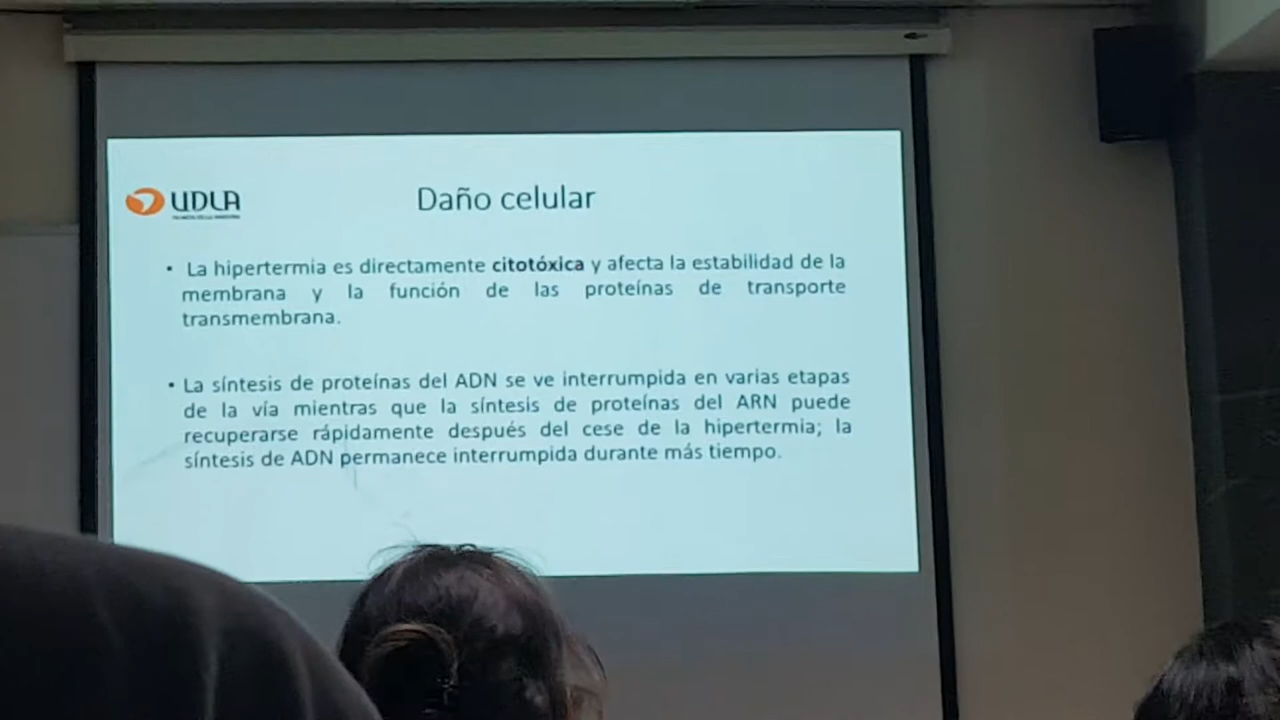 UDLA
Daño celular
• La hipertermia es directamente citotóxica y afecta la estabilidad de la
membrana y la función de las proteínas de transporte
transmembrana.
• La síntesis de proteínas del ADN se ve interrumpida en varias etapas
de la vía mientras que la síntesis de proteínas del ARN puede
recuperarse rápidamente después del cese de la hipertermia; la
síntesis de ADN permanece interrumpida durante más tiempo.